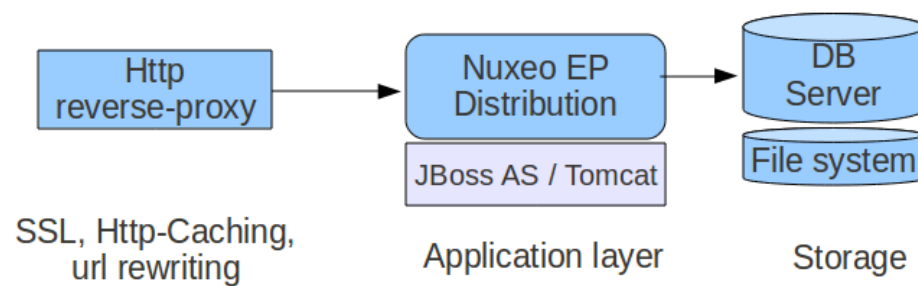 Http
reverse-proxy
Nuxeo EP
Distribution
JBoss AS / Tomcat
DB
Server
File system
SSL, Http-Caching,
url rewriting
Application layer
Storage